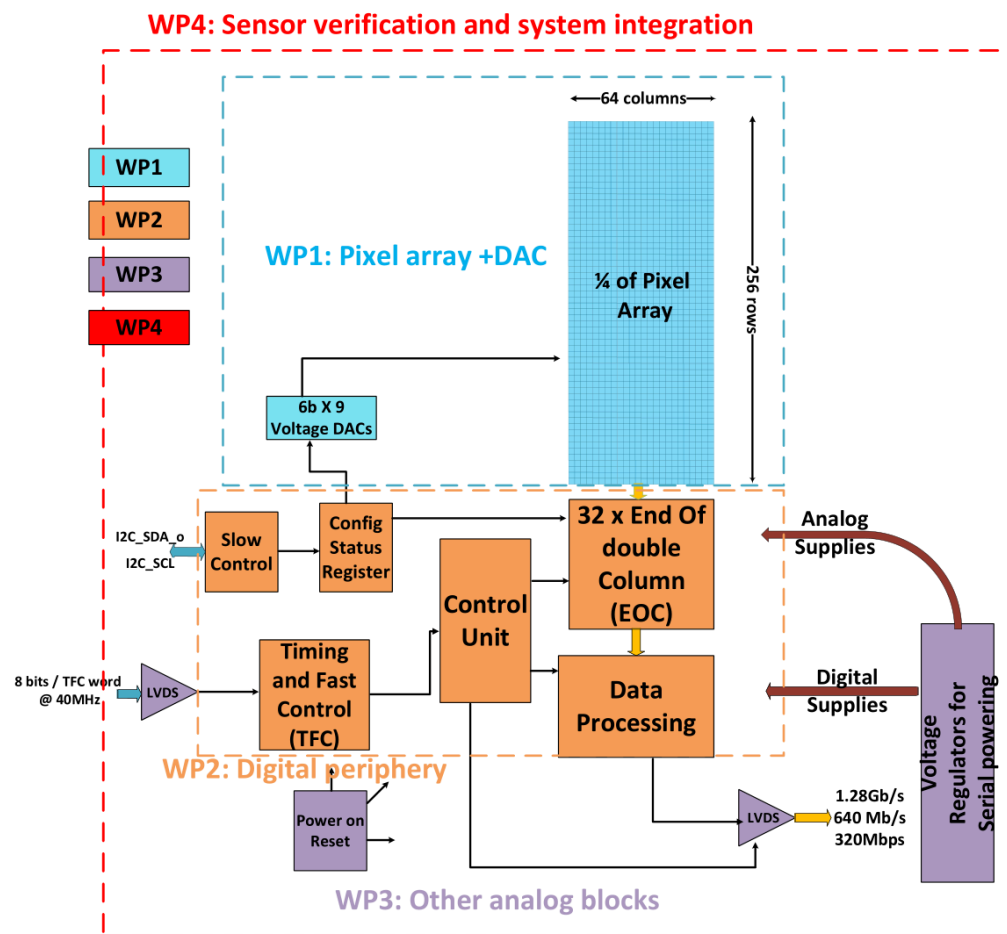 WP4: Sensor verification and system integration
64 columns
WP1
WP2
WP3
WP4
WP1: Pixel array +DAC
¼ of Pixel
Array
256 rows
6b X 9
Voltage DACs
I2C_SDA_o
I2C_SCL
Slow
Control
Config
Status
Register
32 x End Of
double
Column
(EOC)
Analog
Supplies
Control
Unit
8 bits / TFC word
@ 40MHz
LVDS
Timing
and Fast
Control
(TFC)
Data
Processing
Digital
Supplies
Voltage
Regulators for
Serial powering
WP2: Digital periphery
Power on
Reset
LVDS
1.28Gb/s
640 Mb/s
320Mbps
WP3: Other analog blocks